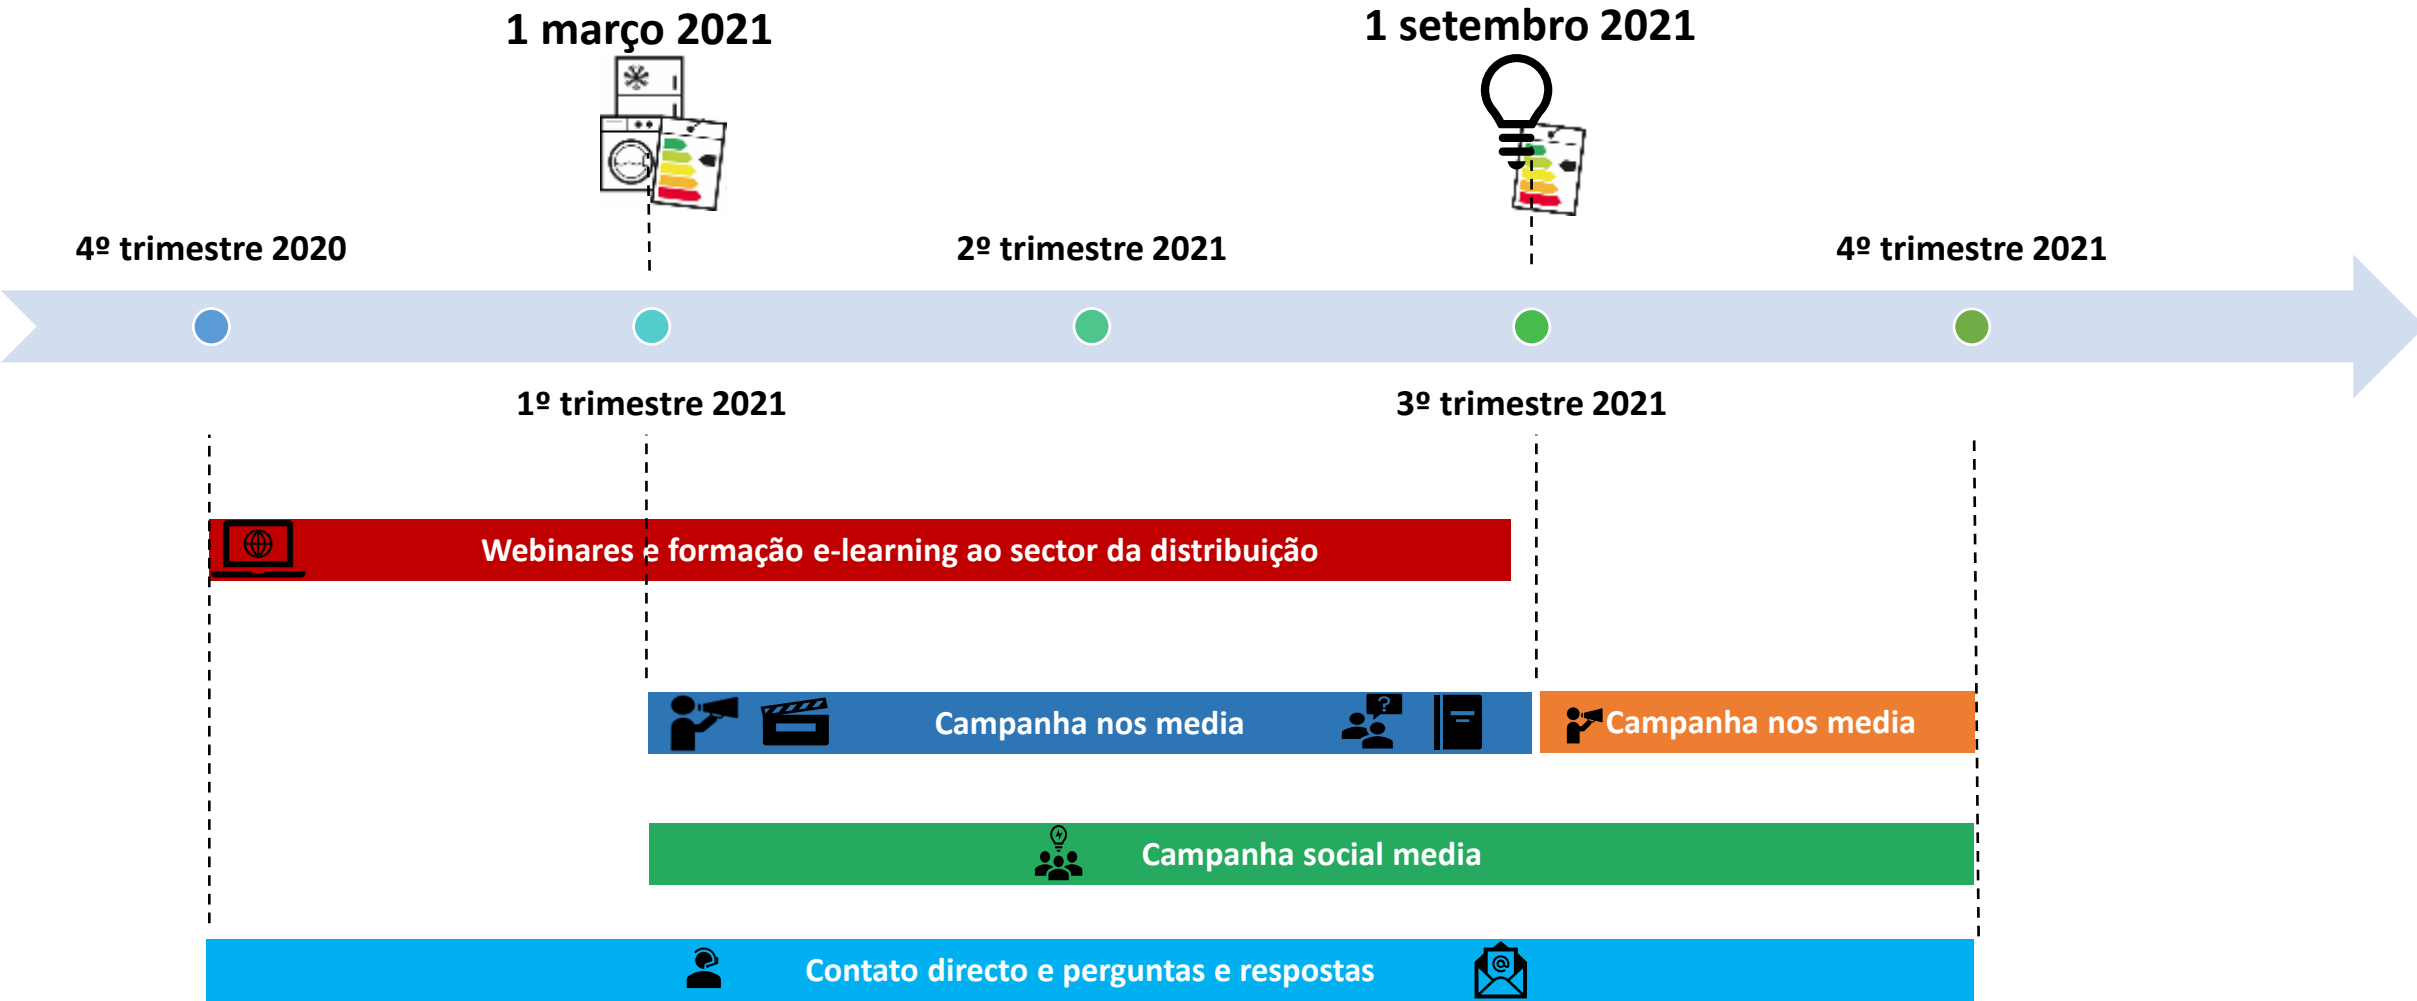 1 março 2021
1 setembro 2021
4º trimestre 2020
2º trimestre 2021
4º trimestre 2021
1º trimestre 2021
3º trimestre 2021
Webinares e formação e-learning ao sector da distribuição
Campanha nos media
?
Campanha nos media
Campanha social media
Contato directo e perguntas e respostas
@